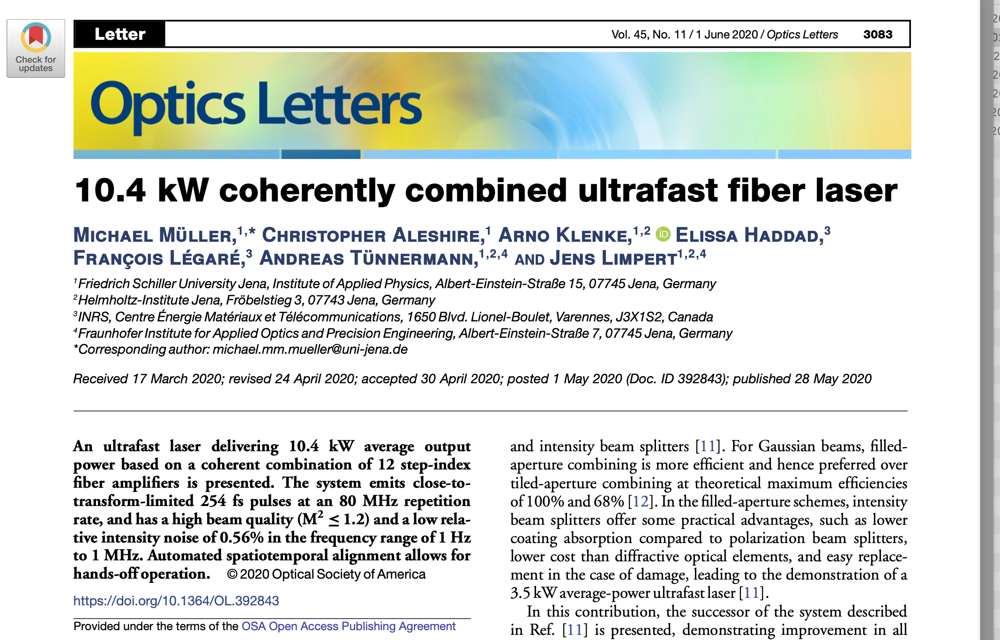 Check for
updates
Letter
Vol. 45, No. 11 / 1 June 2020 / Optics Letters 3083
Optics Letters
10.4 kW coherently combined ultrafast fiber laser
Michael Müller,1,* Christopher Aleshire,1 Arno Klenke,1,2 iD Elissa Haddad,3
François Légaré,3 Andreas Tünnermann,1,2,4 and Jens Limpert1,2,4
1Friedrich Schiller University Jena, Institute of Applied Physics, Albert-Einstein-Straße 15, 07745 Jena, Germany
2Helmholtz-Institute Jena, Fröbelstieg 3, 07743 Jena, Germany
3INRS, Centre Énergie Matériaux et Télécommunications, 1650 Blvd. Lionel-Boulet, Varennes, J3X1S2, Canada
4Fraunhofer Institute for Applied Optics and Precision Engineering, Albert-Einstein-Straße 7, 07745 Jena, Germany
*Corresponding author: michael.mm.mueller@uni-jena.de
Received 17 March 2020; revised 24 April 2020; accepted 30 April 2020; posted 1 May 2020 (Doc. ID 392843); published 28 May 2020
An ultrafast laser delivering 10.4 kW average output
power based on a coherent combination of 12 step-index
fiber amplifiers is presented. The system emits close-to-
transform-limited 254 fs pulses at an 80 MHz repetition
rate, and has a high beam quality (M2 ≤ 1.2) and a low rela-
tive intensity noise of 0.56% in the frequency range of 1 Hz
to 1 MHz. Automated spatiotemporal alignment allows for
hands-off operation. © 2020 Optical Society of America
https://doi.org/10.1364/OL.392843
Provided under the terms of the OSA Open Access Publishing Agreement
and intensity beam splitters [11]. For Gaussian beams, filled-
aperture combining is more efficient and hence preferred over
tiled-aperture combining at theoretical maximum efficiencies
of 100% and 68% [12]. In the filled-aperture schemes, intensity
beam splitters offer some practical advantages, such as lower
coating absorption compared to polarization beam splitters,
lower cost than diffractive optical elements, and easy replace-
ment in the case of damage, leading to the demonstration of a
3.5 kW average-power ultrafast laser [11].
In this contribution, the successor of the system described
in Ref. [11] is presented, demonstrating improvement in all